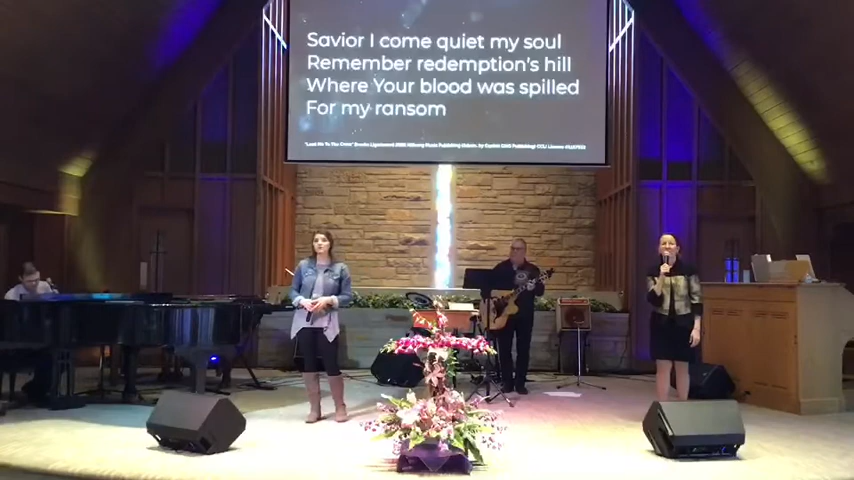 Savior I come quiet my soul
Remember redemption's hill
Where Your blood was spilled
For my ransom